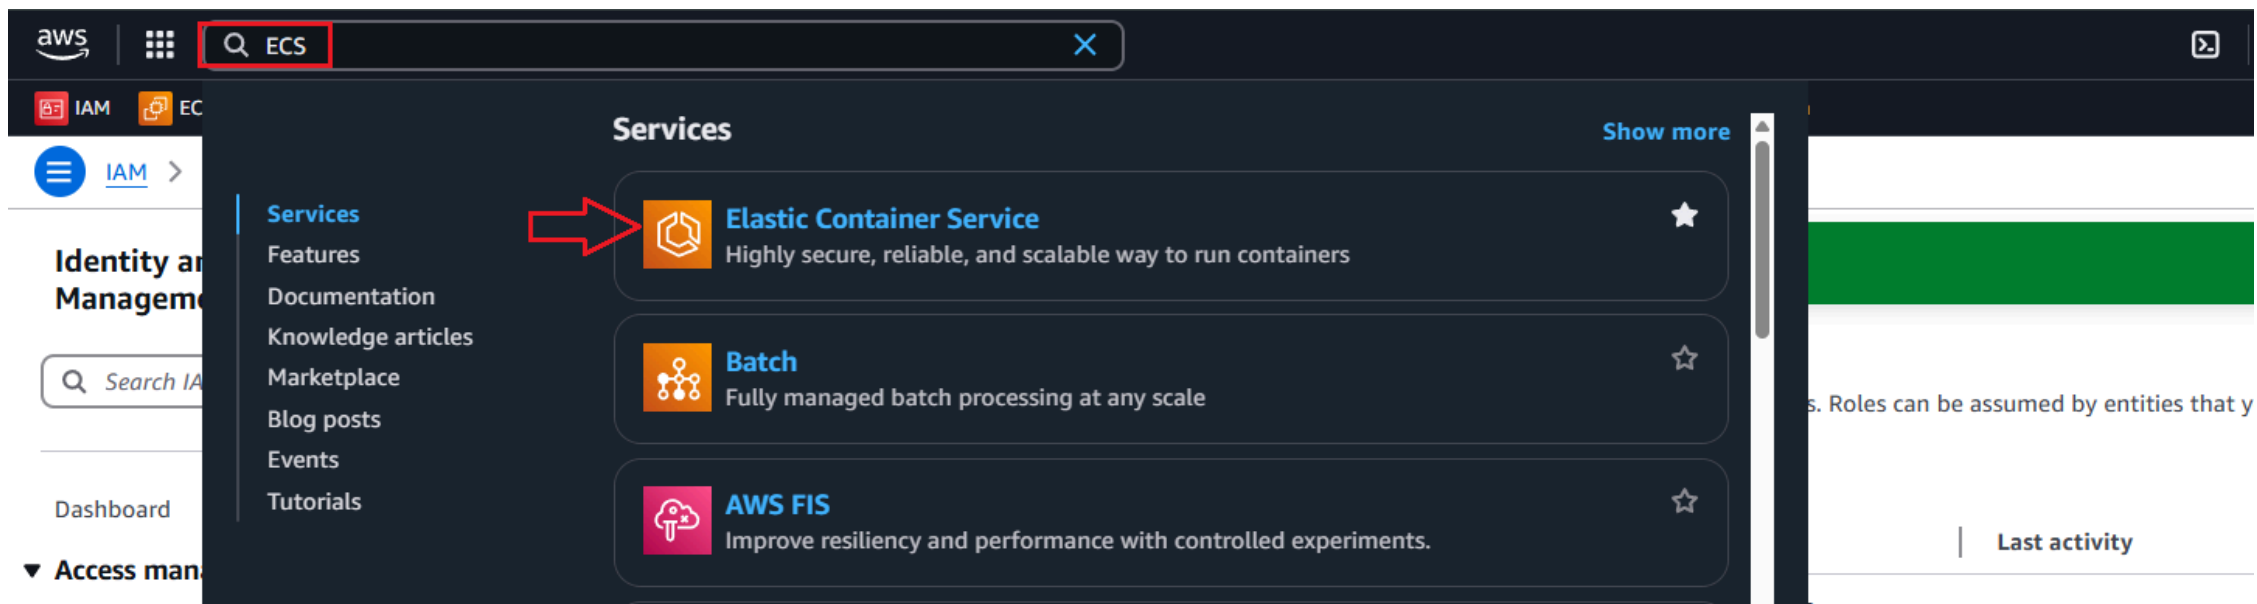 aws
ECS
IAM
EC
IAM
Services
Show more
Services
Features
Documentation
Knowledge articles
Marketplace
Blog posts
Events
Tutorials
Elastic Container Service
Highly secure, reliable, and scalable way to run containers
Batch
Fully managed batch processing at any scale
AWS FIS
Improve resiliency and performance with controlled experiments.
Identity an
Manageme
Search IA
Dashboard
Access mana
s. Roles can be assumed by entities that y
Last activity